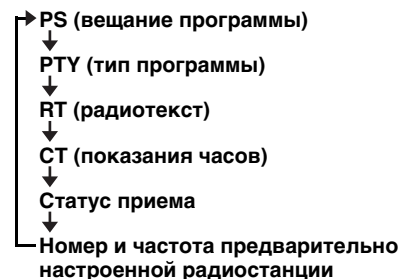 PS (вещание программы)
PTY (тип программы)
RT (радиотекст)
CT (показания часов)
Статус приема
Номер и частота предварительно
настроенной радиостанции